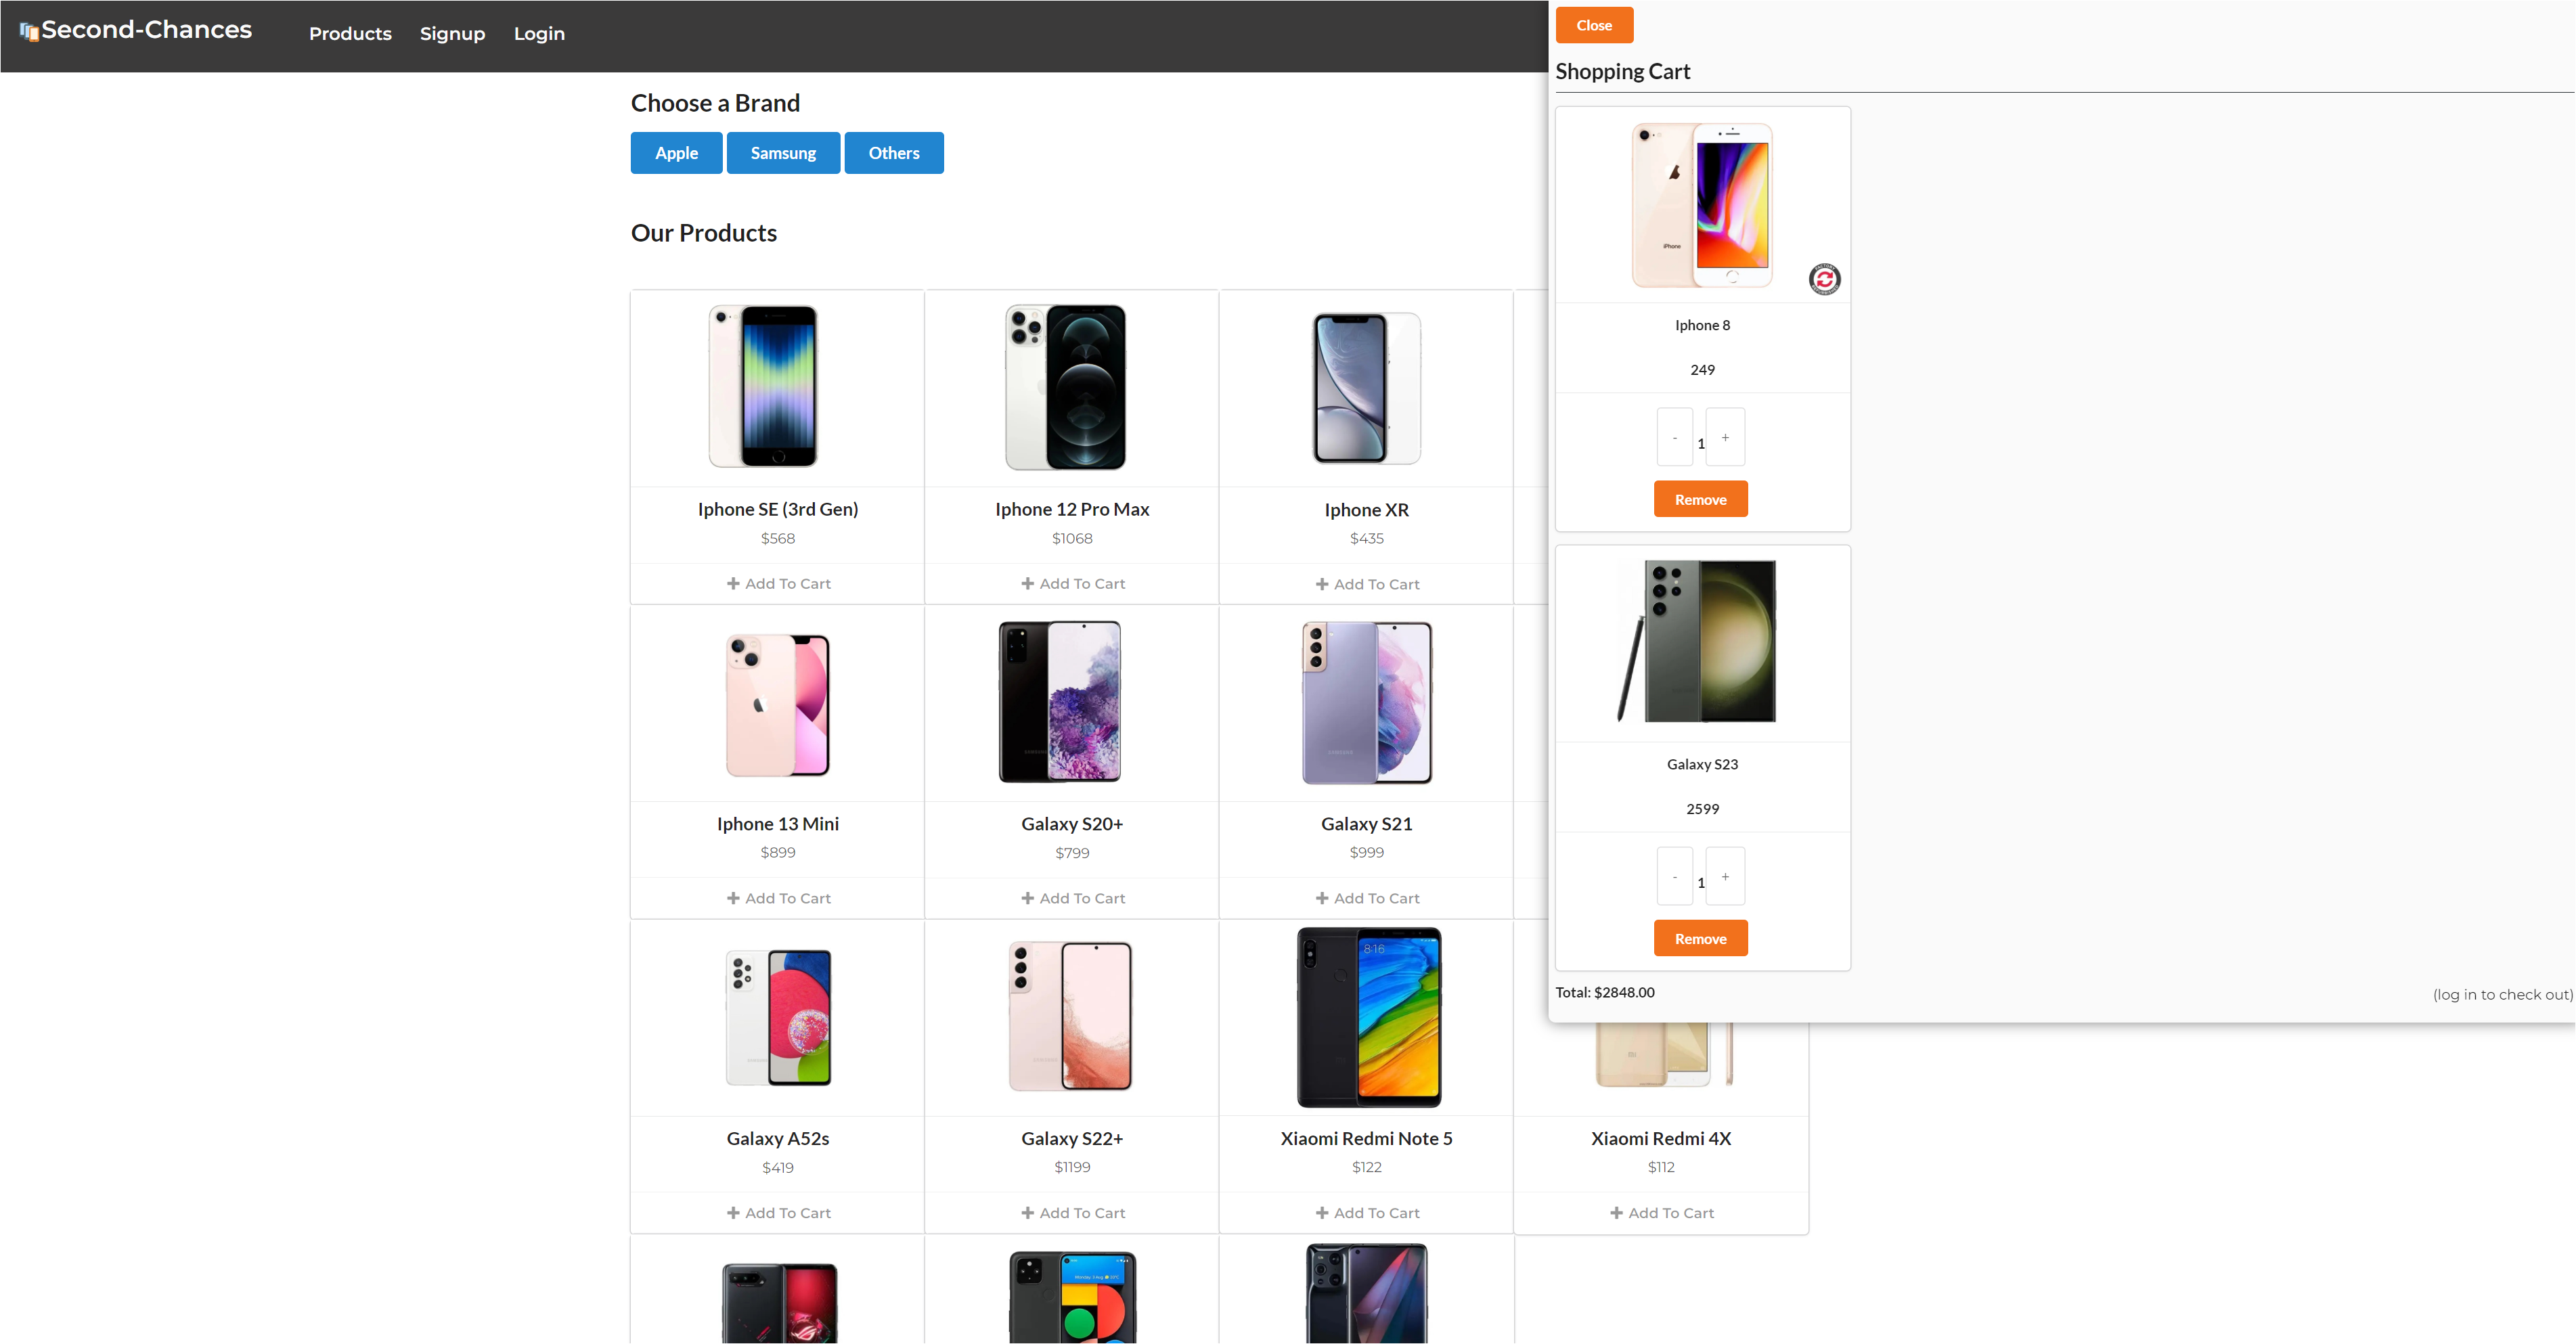 Second-Chances
Products Signup Login
Choose a Brand
Apple Samsung Others
Our Products
Iphone SE (3rd Gen)
$568
Add To Cart
Iphone 12 Pro Max
$1068
Add To Cart
Iphone XR
$435
Add To Cart
Iphone 13 Mini
$899
Add To Cart
Galaxy S20+
$799
Add To Cart
Galaxy S21
$999
Add To Cart
Galaxy A52s
$419
Add To Cart
Galaxy S22+
$1199
Add To Cart
8:16
Xiaomi Redmi Note 5
$122
Add To Cart
Xiaomi Redmi 4X
$112
Add To Cart
Close
Shopping Cart
iPhone
Iphone 8
249
- 1 +
Remove
Galaxy S23
2599
- 1 +
Remove
Total: $2848.00
(log in to check out)